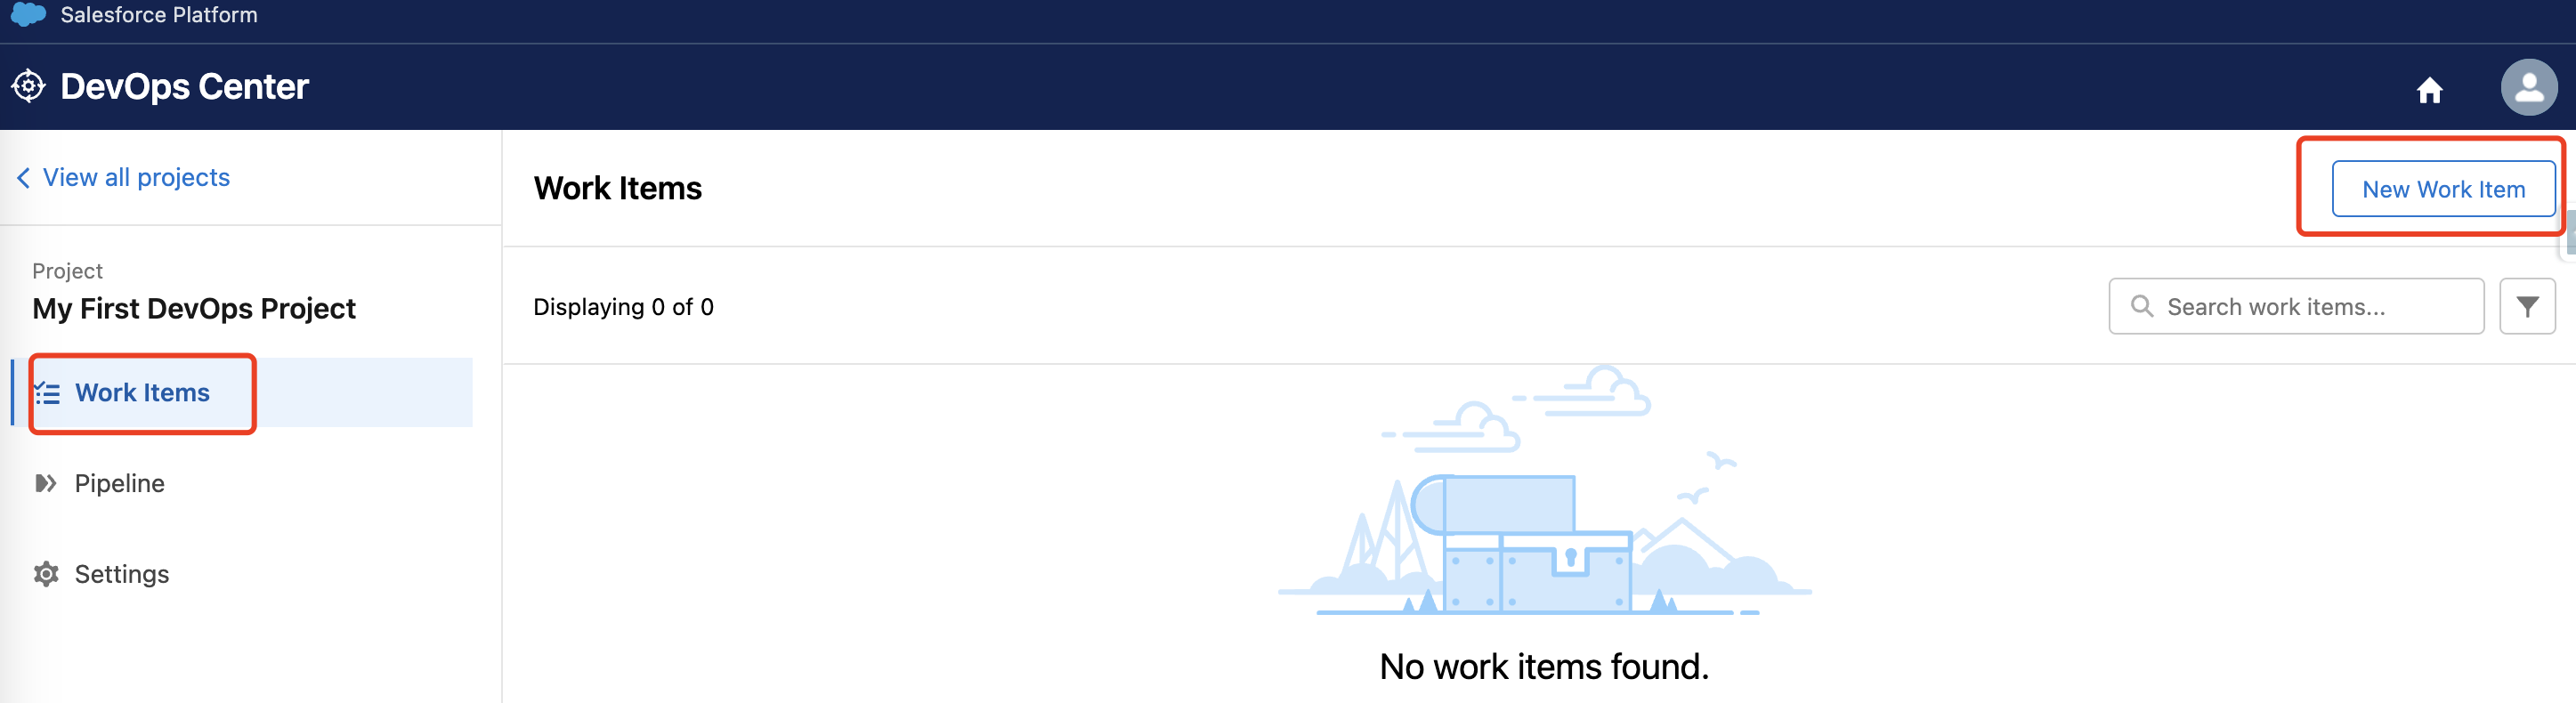 Salesforce Platform
DevOps Center
View all projects
Project
My First DevOps Project
Work Items
Pipeline
Settings
Work Items
New Work Item
Displaying 0 of 0
Search work items...
No work items found.